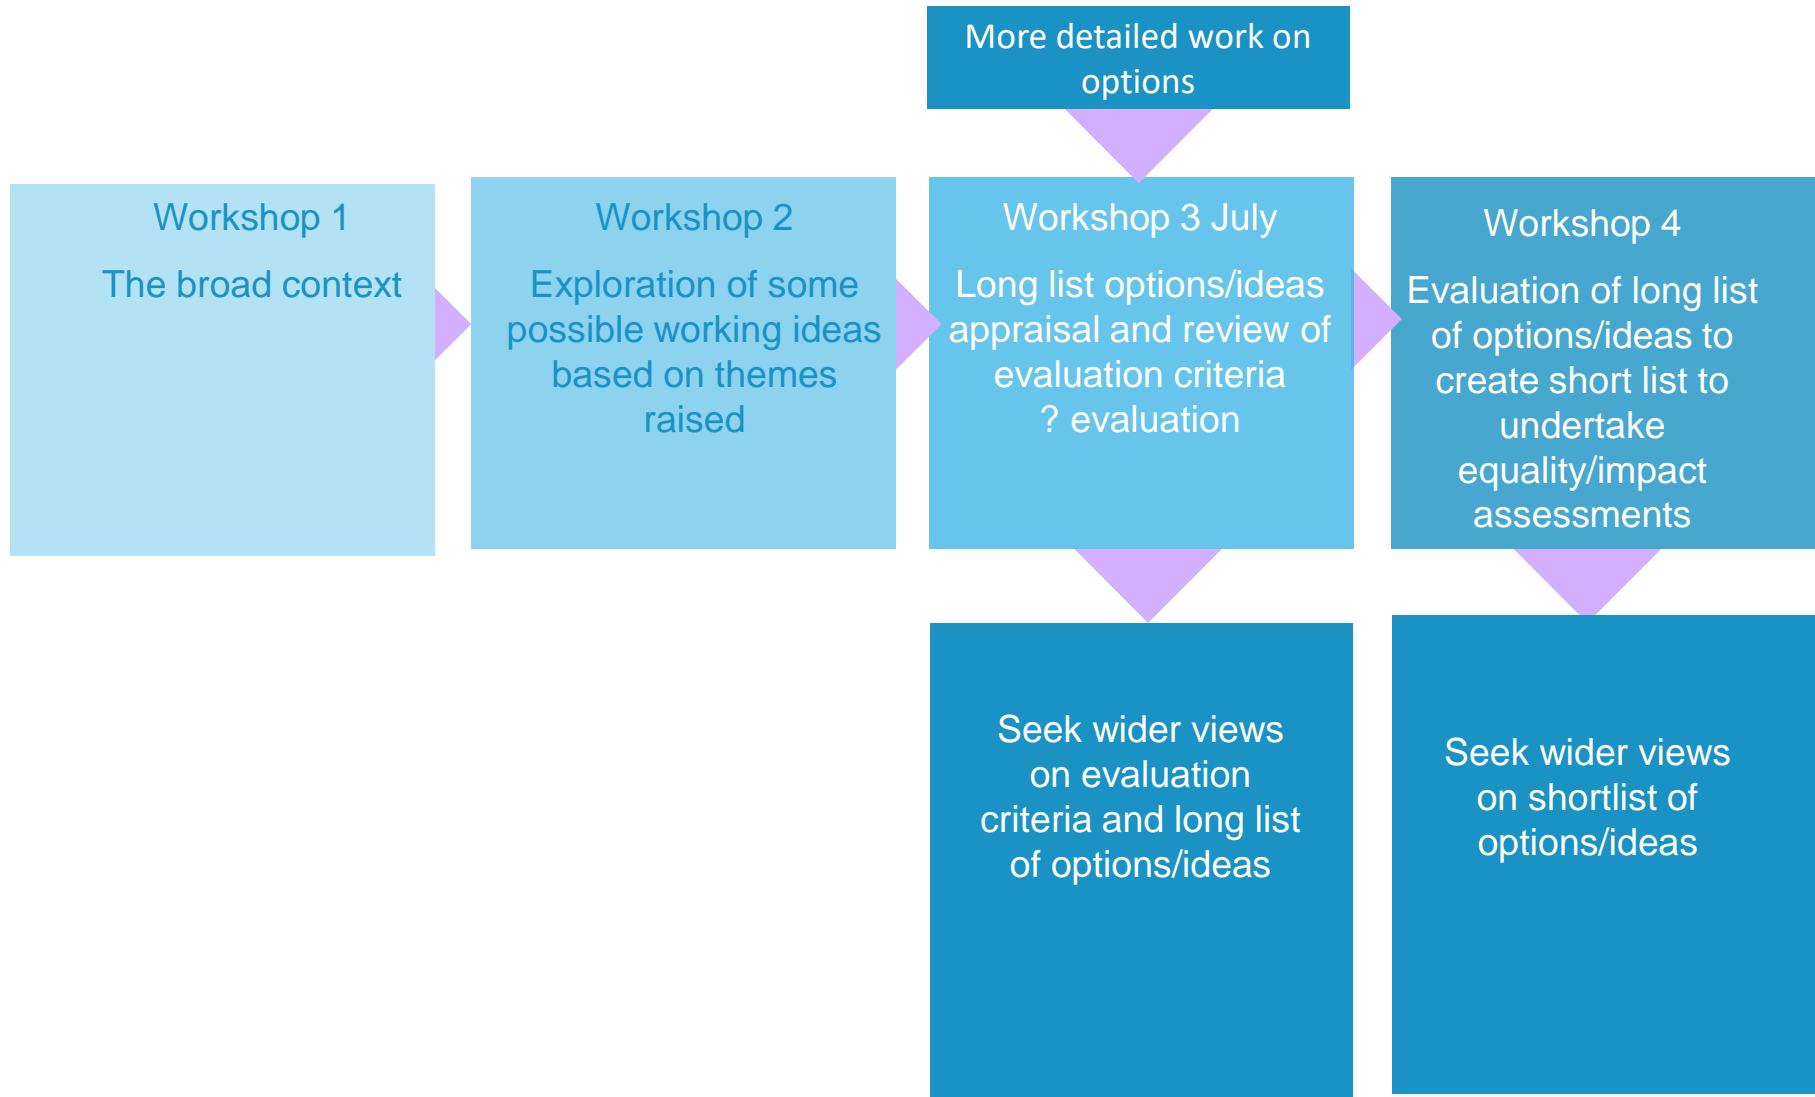 More detailed work on
options
Workshop 1
The broad context
Workshop 2
Exploration of some
possible working ideas
based on themes
raised
Workshop 3 July
Long list options/ideas
appraisal and review of
evaluation criteria
? evaluation
Workshop 4
Evaluation of long list
of options/ideas to
create short list to
undertake
equality/impact
assessments
Seek wider views
on evaluation
criteria and long list
of options/ideas
Seek wider views
on shortlist of
options/ideas